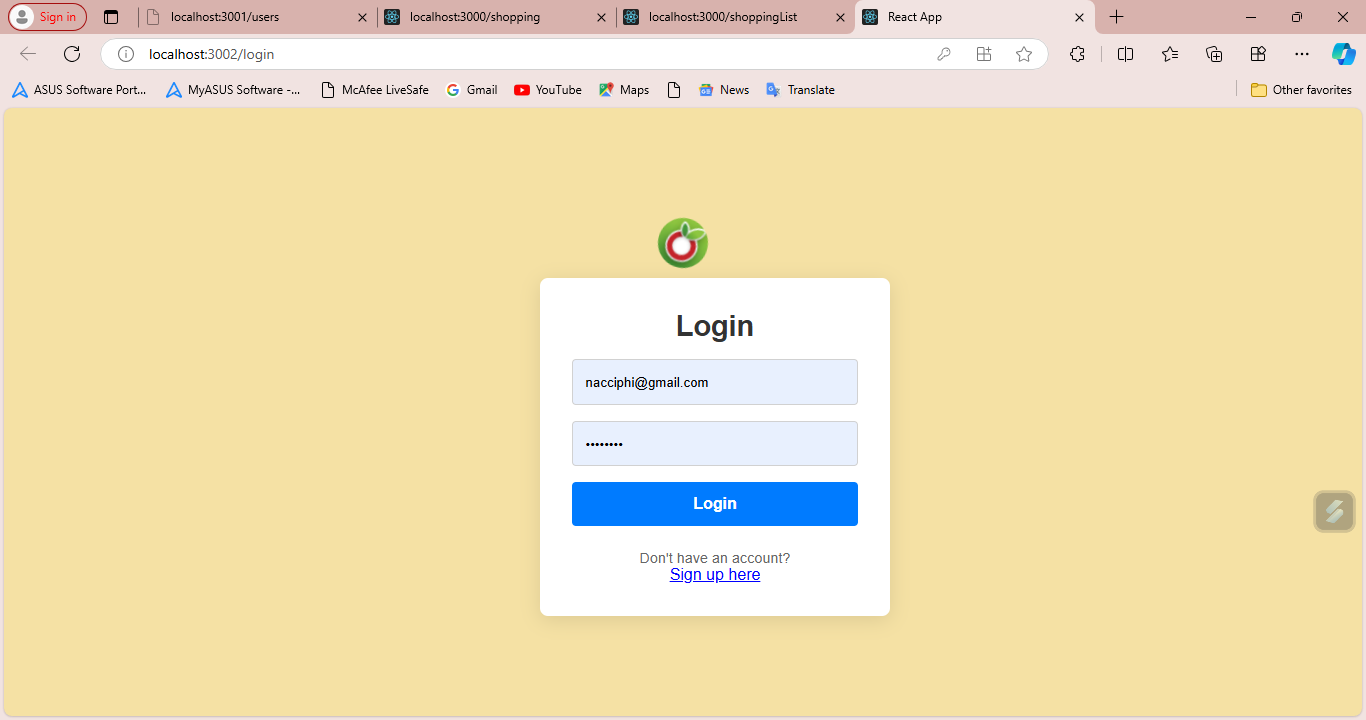 Sign in
localhost:3001/users
localhost:3000/shopping
localhost:3000/shoppingList
React App
localhost:3002/login
ASUS Software Port...
MyASUS Software -...
McAfee LiveSafe
Gmail
YouTube
Maps
News
Translate
Other favorites
Login
nacciphi@gmail.com
••••••••
Login
Don't have an account?
Sign up here